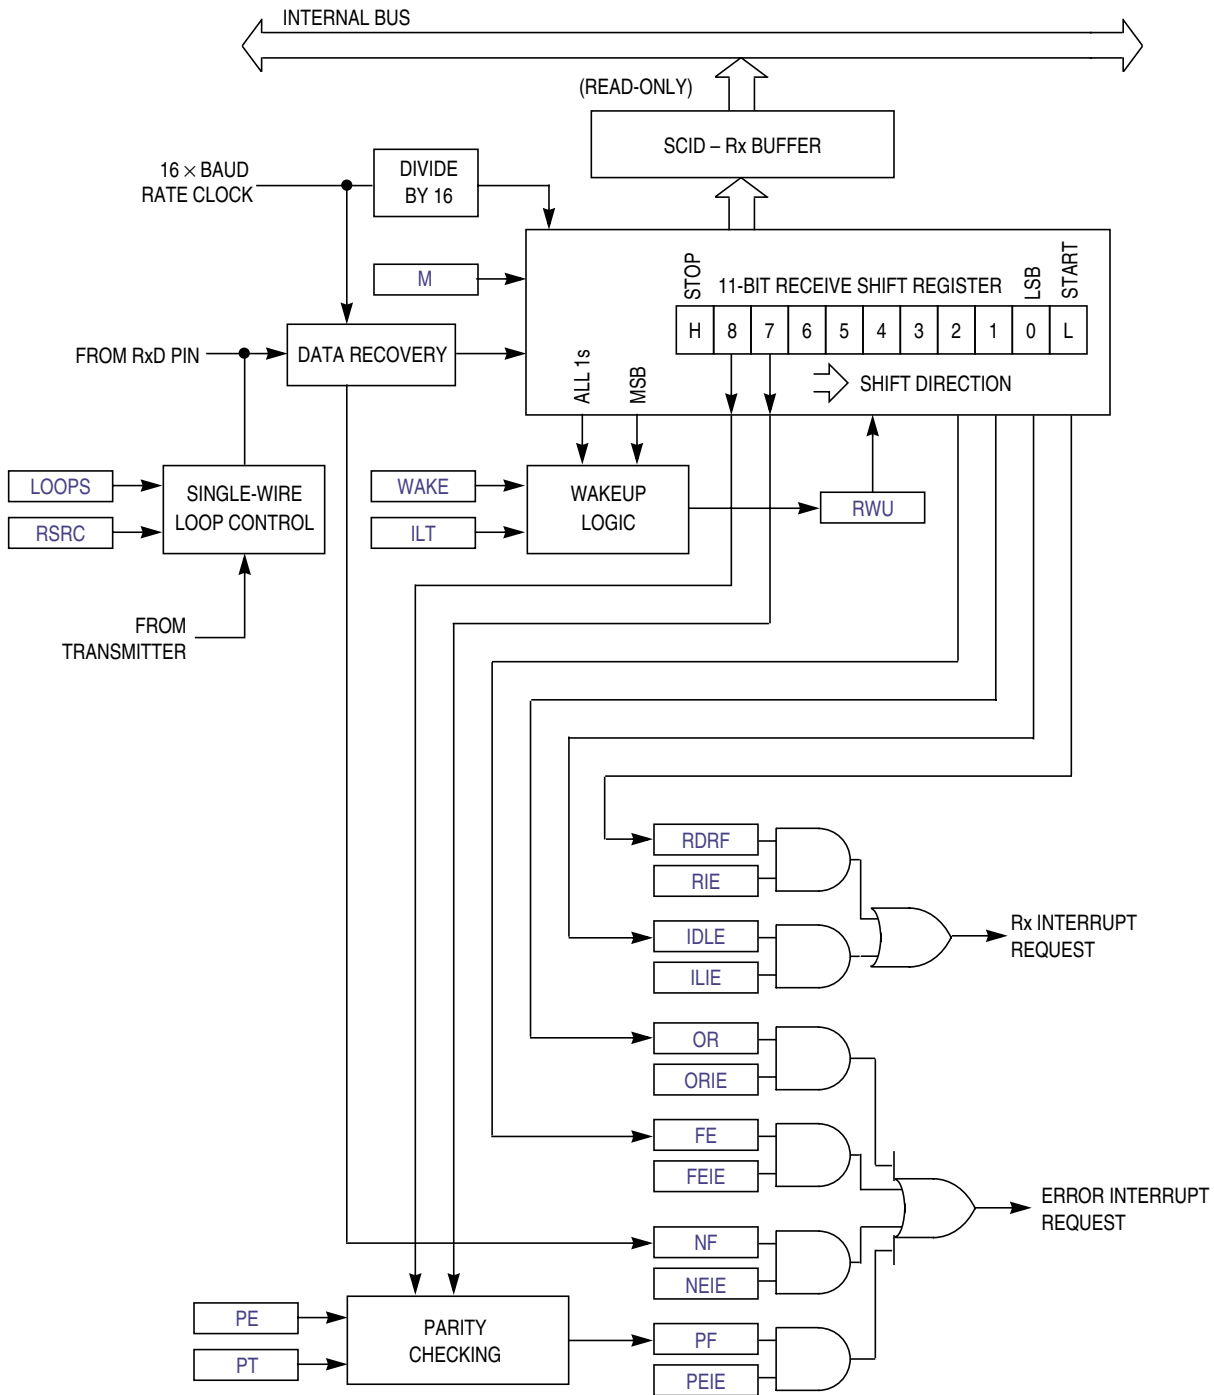 INTERNAL BUS
(READ-ONLY)
SCID – Rx BUFFER
16 × BAUD
RATE CLOCK
DIVIDE
BY 16
M
STOP
11-BIT RECEIVE SHIFT REGISTER
LSB
START
H 8 7 6 5 4 3 2 1 0 L
FROM RxD PIN
DATA RECOVERY
ALL 1s
MSB
SHIFT DIRECTION
LOOPS
RSRC
SINGLE-WIRE
LOOP CONTROL
WAKE
ILT
WAKEUP
LOGIC
RWU
FROM
TRANSMITTER
RDRF
RIE
IDLE
ILIE
Rx INTERRUPT
REQUEST
OR
ORIE
FE
FEIE
ERROR INTERRUPT
REQUEST
NF
NEIE
PE
PT
PARITY
CHECKING
PF
PEIE